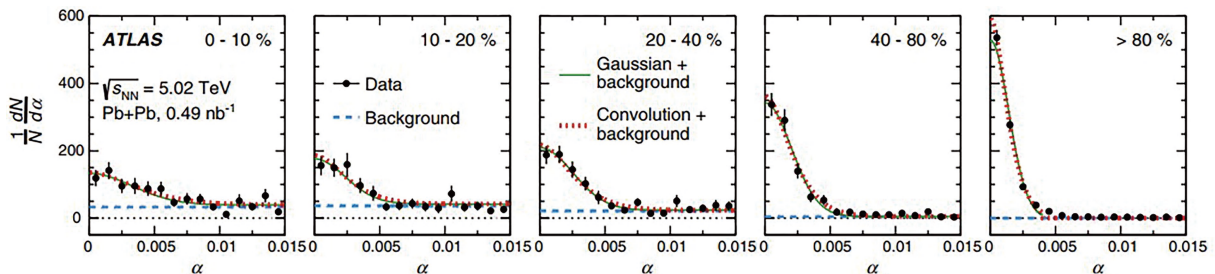 600
400
200
0
1/N dN/dα
ATLAS 0-10 %
√sNN = 5.02 TeV
Pb+Pb, 0.49 nb-1
0 0.005 0.01 0.015
α
10-20 %
Data
Background
0 0.005 0.01 0.015
α
20-40 %
Gaussian +
background
Convolution +
background
0 0.005 0.01 0.015
α
40-80 %
0 0.005 0.01 0.015
α
> 80 %
0 0.005 0.01 0.015
α